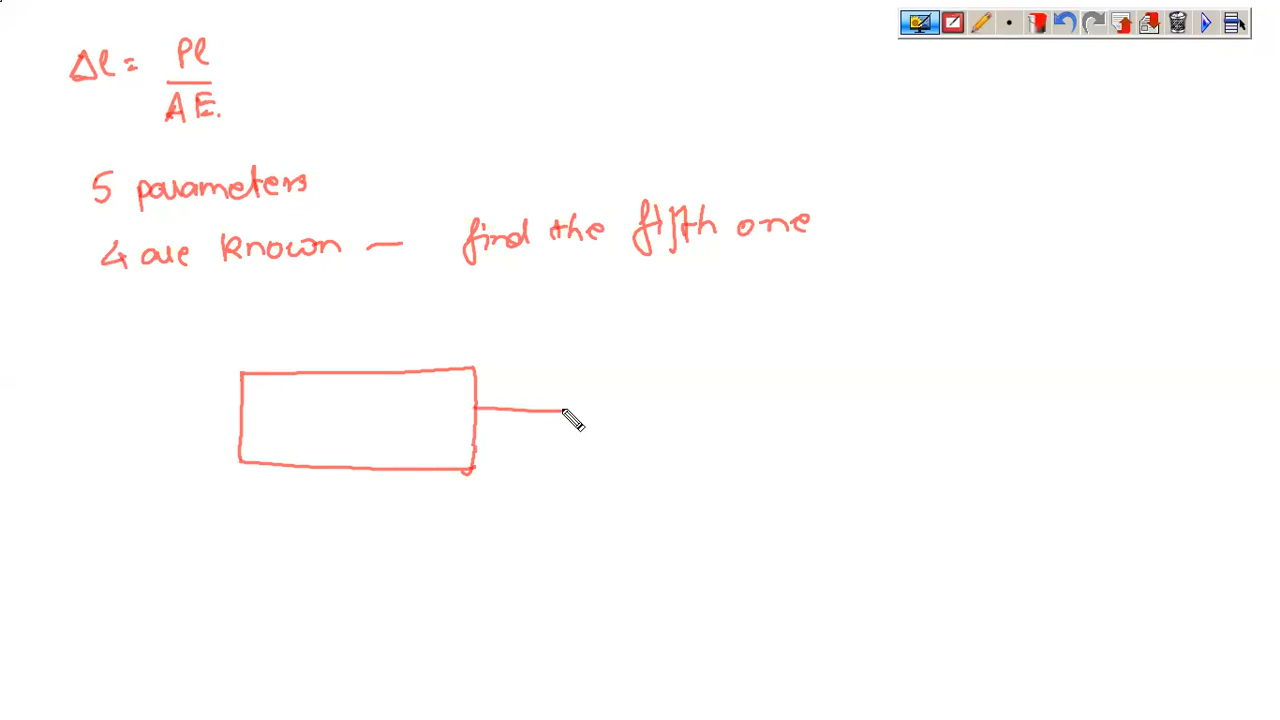 Δl = Pl
AE.
5 parameters
4 are known — find the fifth one